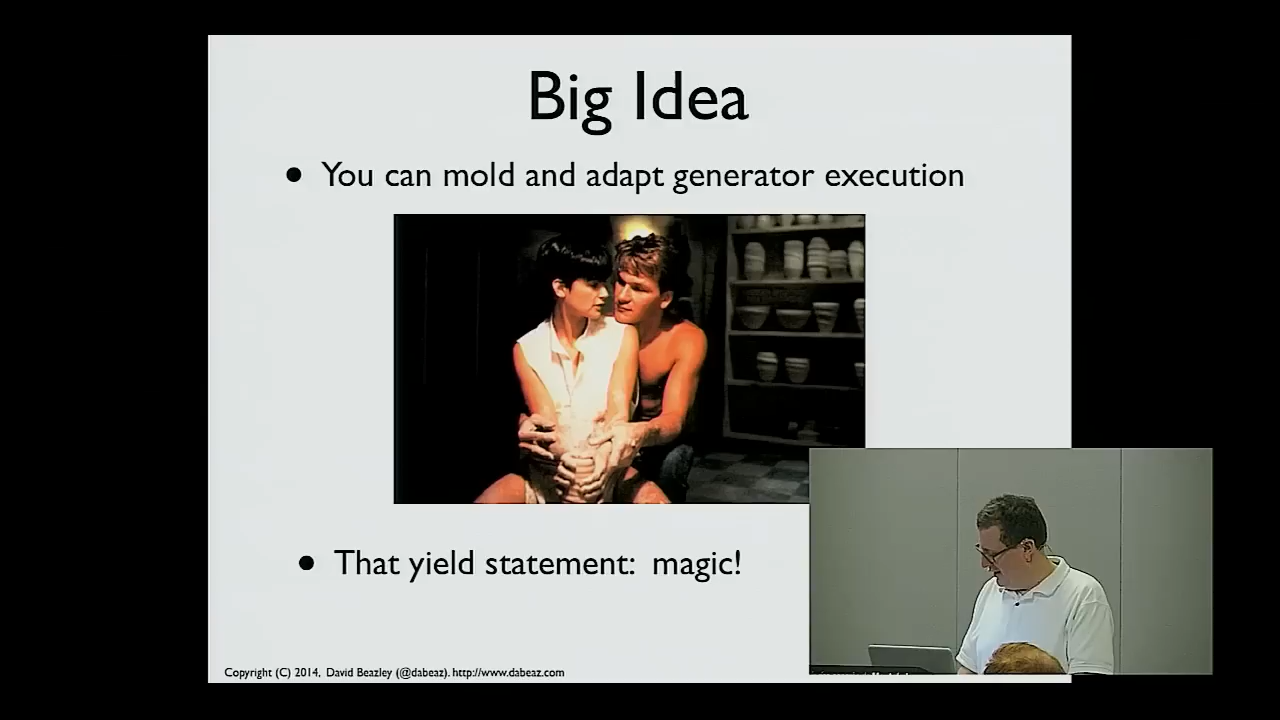 Big Idea
• You can mold and adapt generator execution
• That yield statement:  magic!
Copyright (C) 2014, David Beazley (@dabeaz). http://www.dabeaz.com